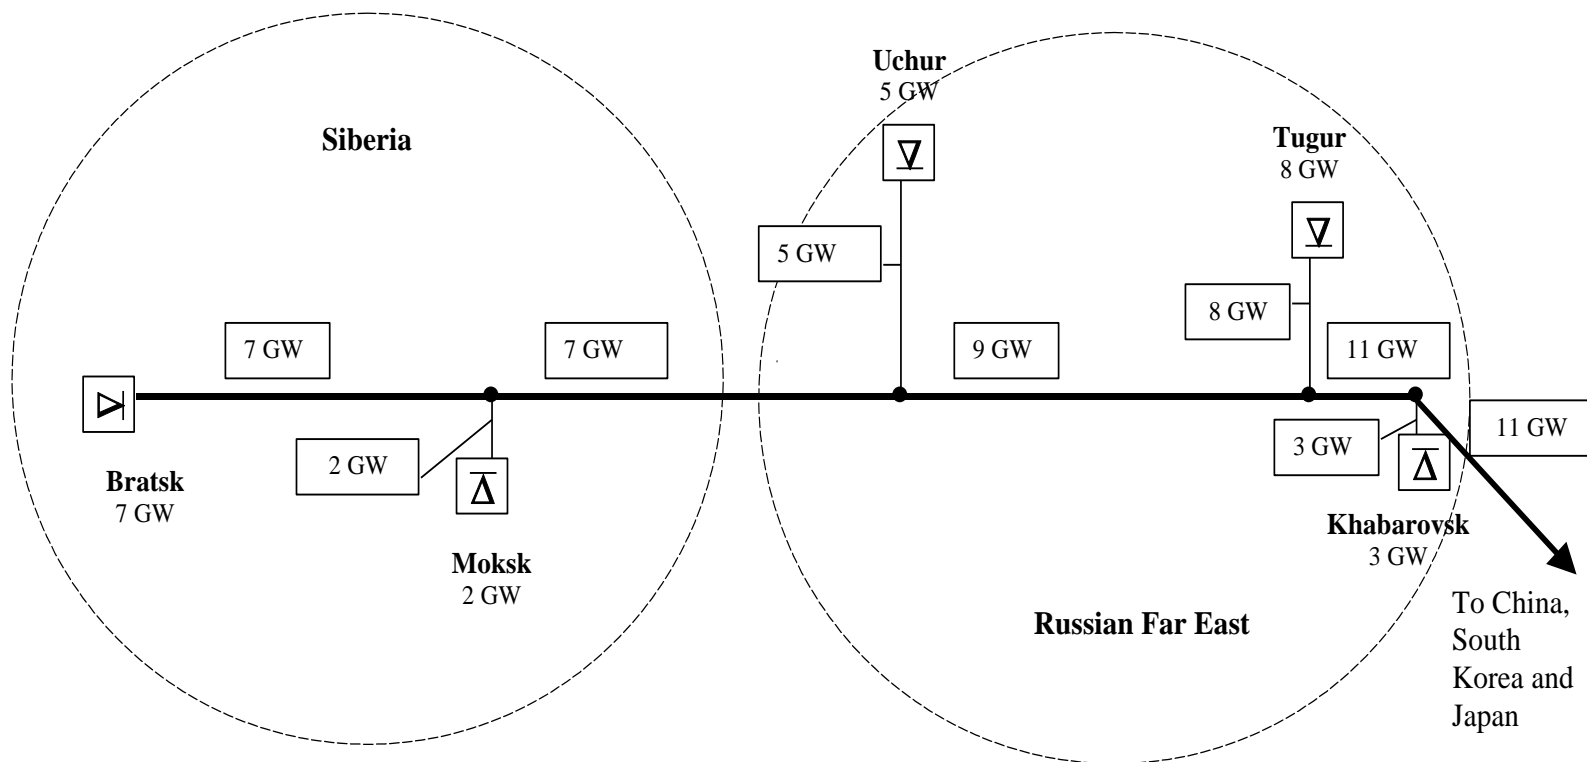 Uchur
5 GW
Siberia
Tugur
8 GW
5 GW
8 GW
7 GW
7 GW
9 GW
11 GW
11 GW
2 GW
3 GW
Bratsk
7 GW
Khabarovsk
3 GW
Moksk
2 GW
Russian Far East
To China,
South
Korea and
Japan